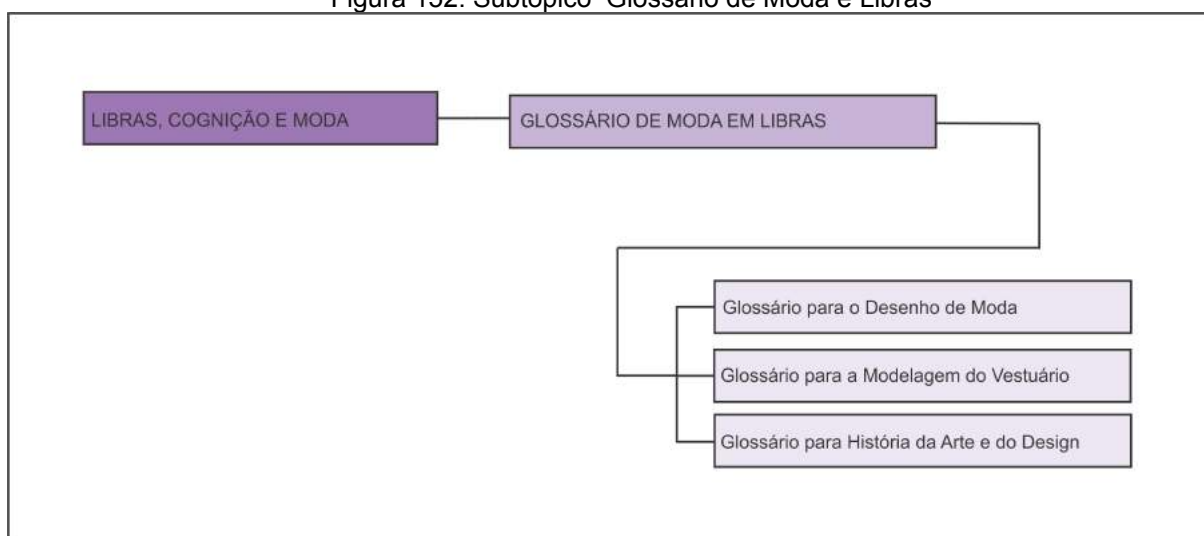 Figura 132: Subtópico "Glossário de Moda e Libras"
LIBRAS, COGNIÇÃO E MODA
GLOSSÁRIO DE MODA EM LIBRAS
Glossário para o Desenho de Moda
Glossário para a Modelagem do Vestuário
Glossário para História da Arte e do Design